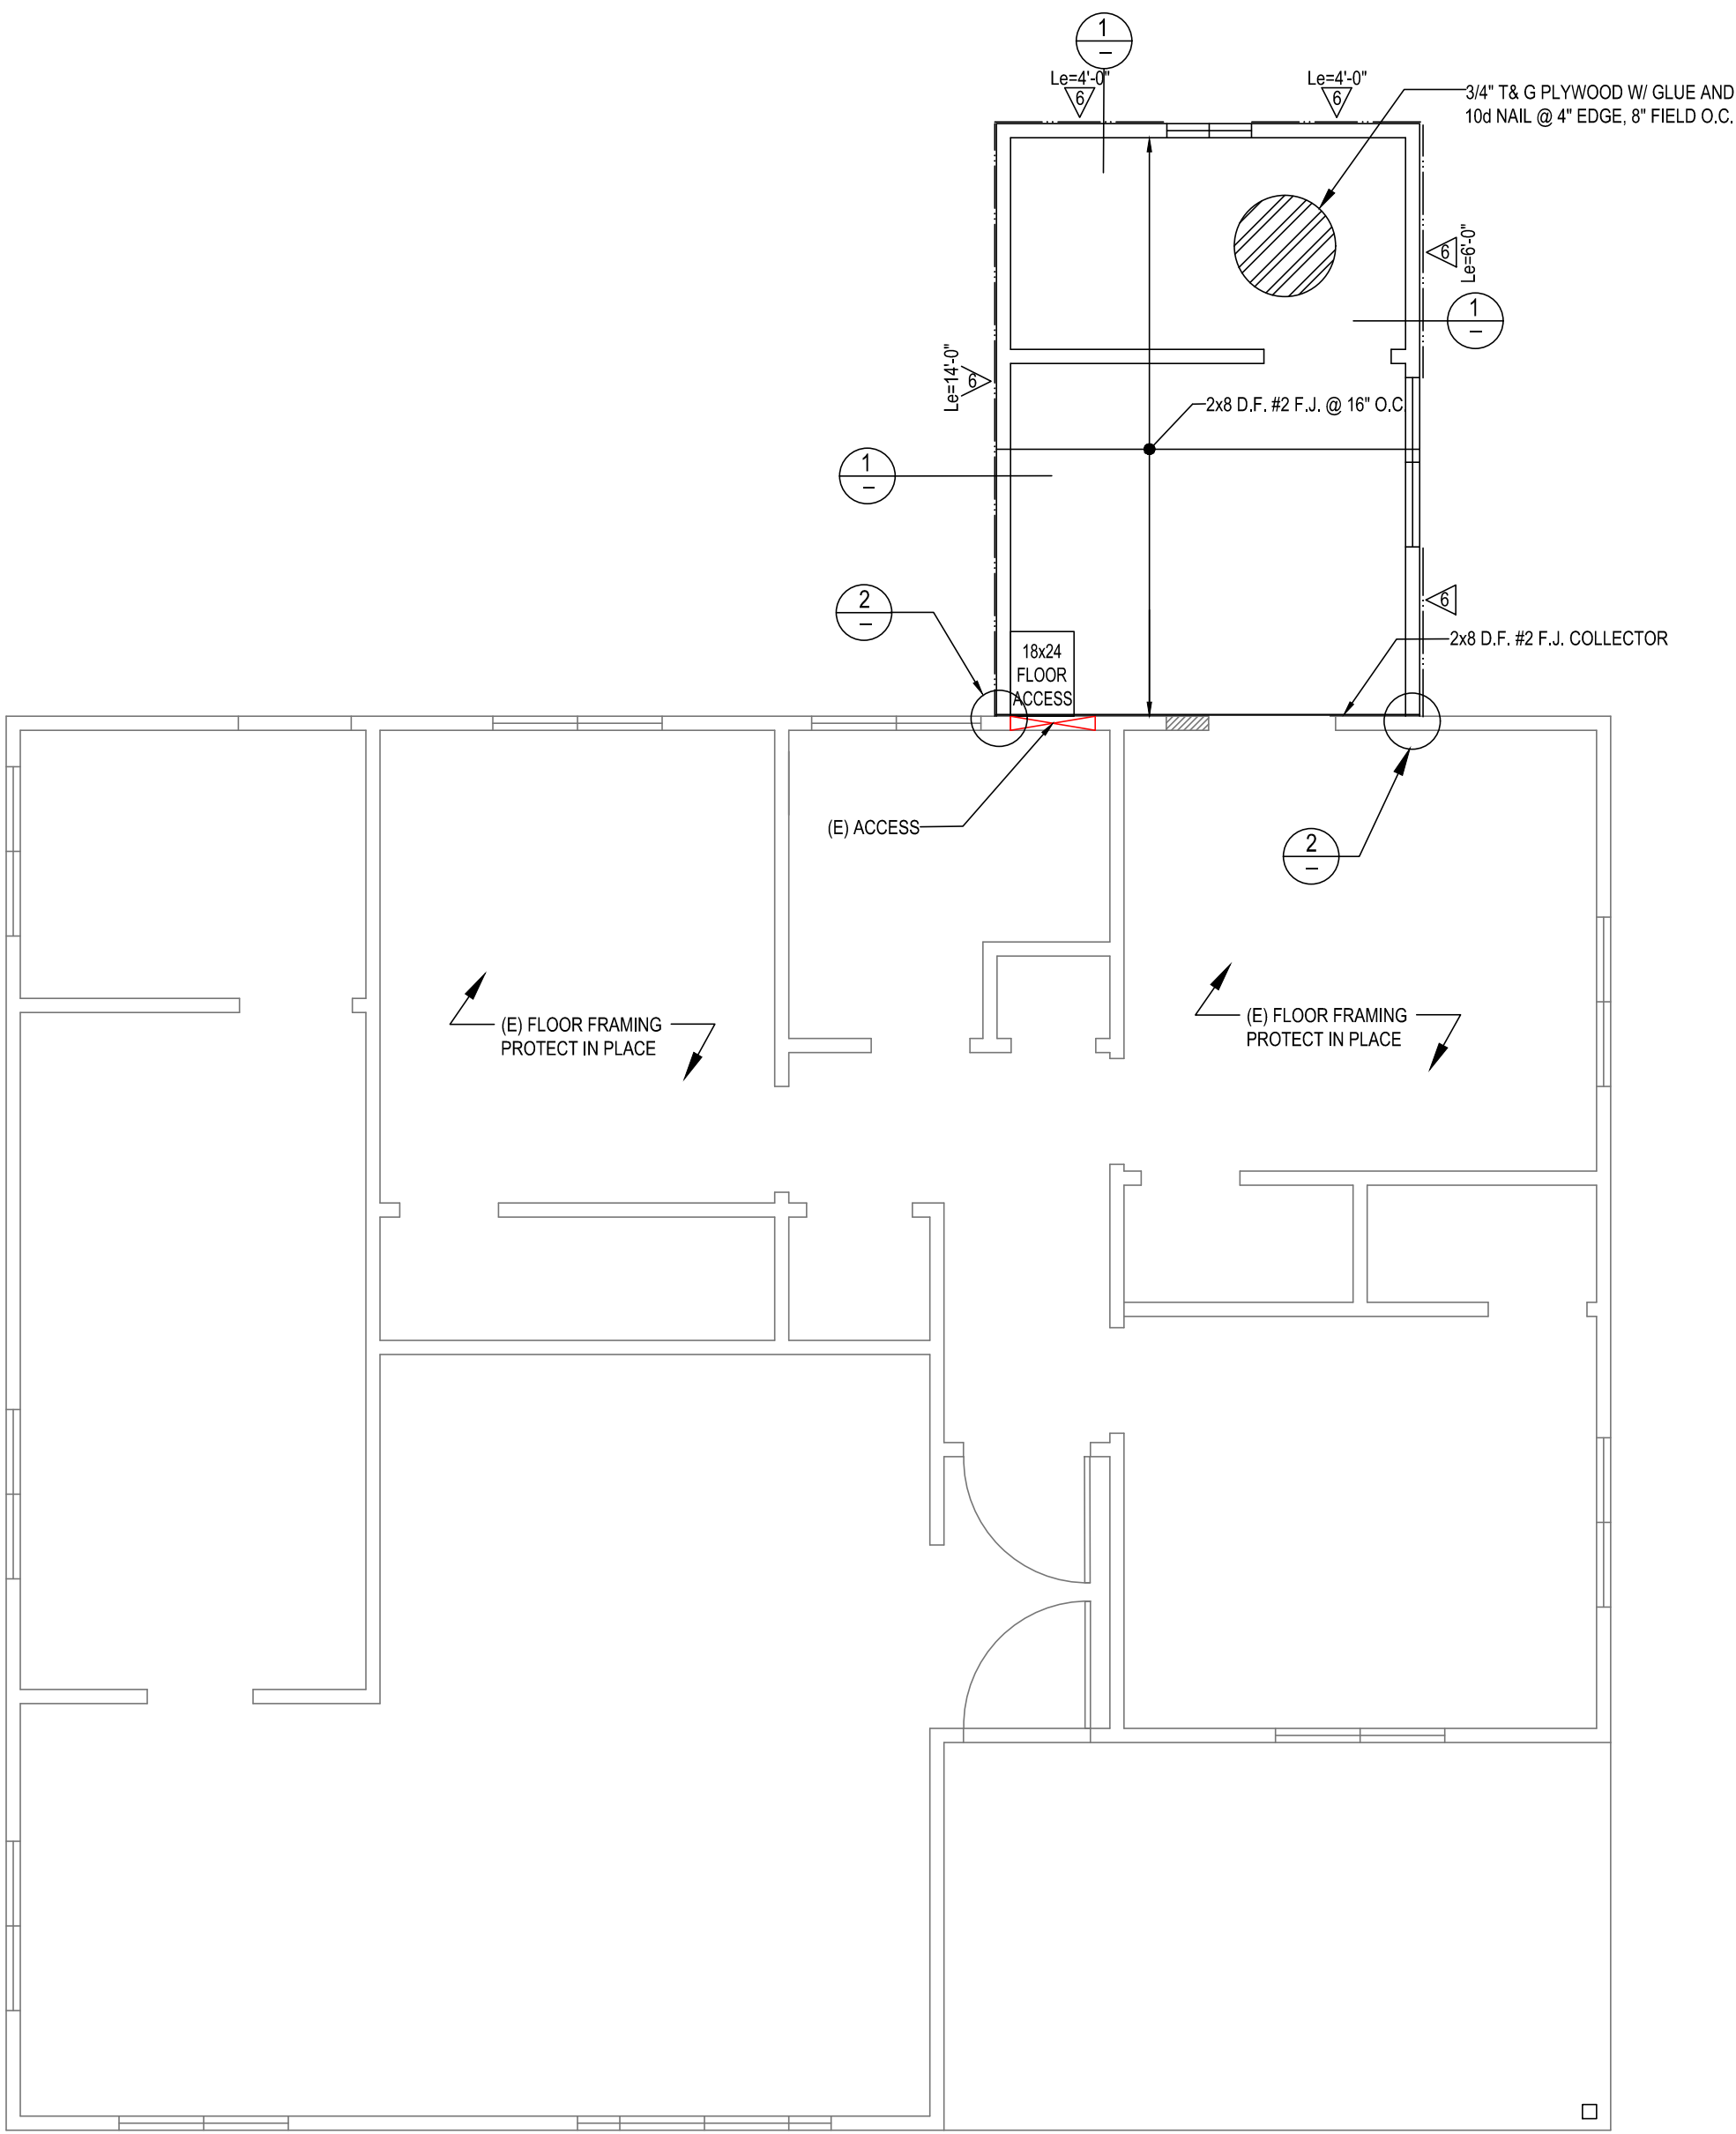 1
–
Le=4'-0"
6
Le=4'-0"
6
3/4" T& G PLYWOOD W/ GLUE AND
10d NAIL @ 4" EDGE, 8" FIELD O.C.
6
Le=6'-0"
1
–
Le=14'-0"
6
2x8 D.F. #2 F.J. @ 16" O.C
1
–
2
–
6
2x8 D.F. #2 F.J. COLLECTOR
18x24
FLOOR
ACCESS
(E) ACCESS
2
–
(E) FLOOR FRAMING
PROTECT IN PLACE
(E) FLOOR FRAMING
PROTECT IN PLACE